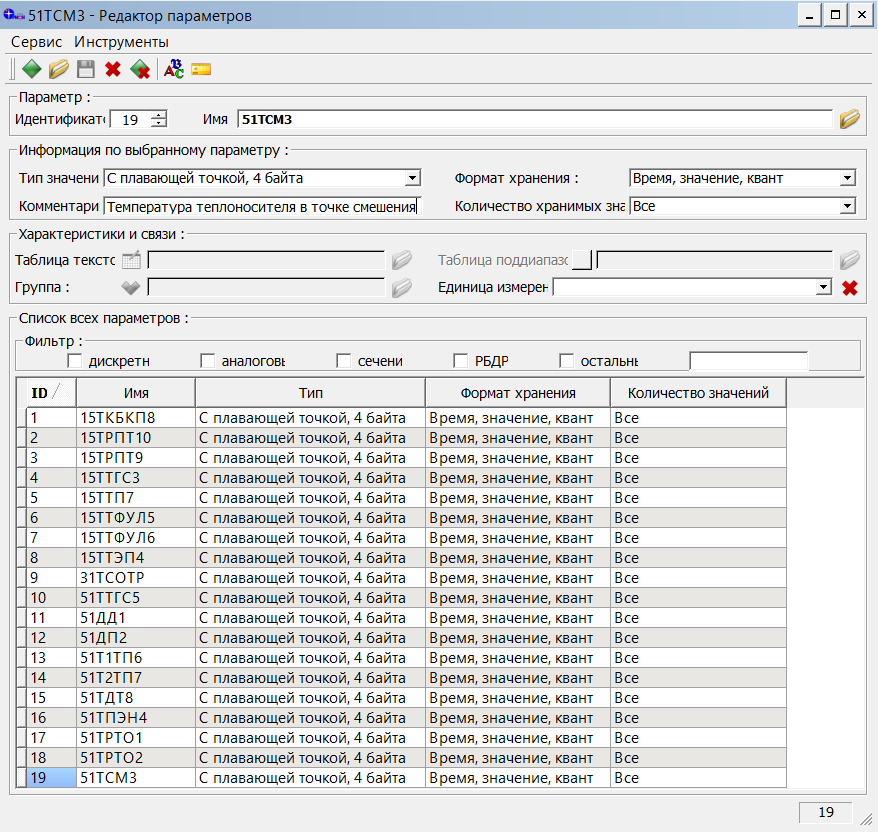 51ТСМ3 - Редактор параметров
Сервис Инструменты
Параметр :
Идентификато 19 Имя 51ТСМ3
Информация по выбранному параметру :
Тип значени С плавающей точкой, 4 байта Формат хранения : Время, значение, квант
Комментари Температура теплоносителя в точке смешения Количество хранимых зна Все
Характеристики и связи :
Таблица тексто Таблица поддиапазо
Группа : Единица измерен
Список всех параметров :
Фильтр :
дискретн аналоговы сечени РБДР остальны
ID Имя Тип Формат хранения Количество значений
1 15ТКБКП8 С плавающей точкой, 4 байта Время, значение, квант Все
2 15ТРПТ10 С плавающей точкой, 4 байта Время, значение, квант Все
3 15ТРПТ9 С плавающей точкой, 4 байта Время, значение, квант Все
4 15ТТГС3 С плавающей точкой, 4 байта Время, значение, квант Все
5 15ТТП7 С плавающей точкой, 4 байта Время, значение, квант Все
6 15ТТФУЛ5 С плавающей точкой, 4 байта Время, значение, квант Все
7 15ТТФУЛ6 С плавающей точкой, 4 байта Время, значение, квант Все
8 15ТТЭП4 С плавающей точкой, 4 байта Время, значение, квант Все
9 31ТСОТР С плавающей точкой, 4 байта Время, значение, квант Все
10 51ТТГС5 С плавающей точкой, 4 байта Время, значение, квант Все
11 51ДД1 С плавающей точкой, 4 байта Время, значение, квант Все
12 51ДП2 С плавающей точкой, 4 байта Время, значение, квант Все
13 51Т1ТП6 С плавающей точкой, 4 байта Время, значение, квант Все
14 51Т2ТП7 С плавающей точкой, 4 байта Время, значение, квант Все
15 51ТДТ8 С плавающей точкой, 4 байта Время, значение, квант Все
16 51ТПЭН4 С плавающей точкой, 4 байта Время, значение, квант Все
17 51ТРТО1 С плавающей точкой, 4 байта Время, значение, квант Все
18 51ТРТО2 С плавающей точкой, 4 байта Время, значение, квант Все
19 51ТСМ3 С плавающей точкой, 4 байта Время, значение, квант Все
19